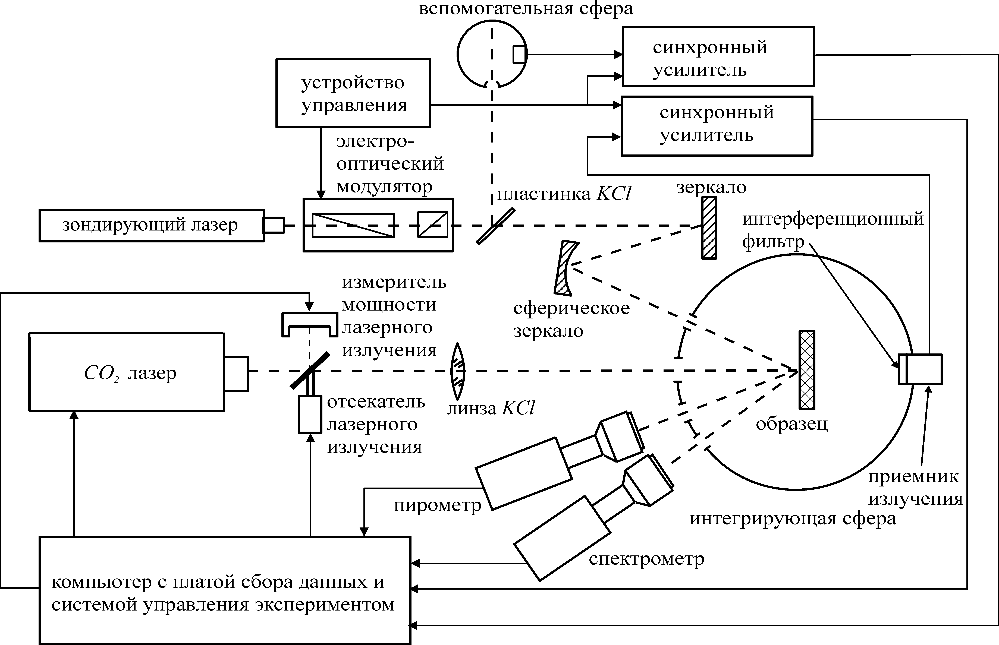 вспомогательная сфера
синхронный
усилитель
устройство
управления
синхронный
усилитель
электро-
оптический
модулятор
пластинка KCl
зеркало
интерференционный
фильтр
зондирующий лазер
измеритель
мощности
лазерного
излучения
сферическое
зеркало
CO2 лазер
отсекатель
лазерного
излучения
линза KCl
образец
приемник
излучения
пирометр
интегрирующая сфера
спектрометр
компьютер с платой сбора данных и
системой управления экспериментом